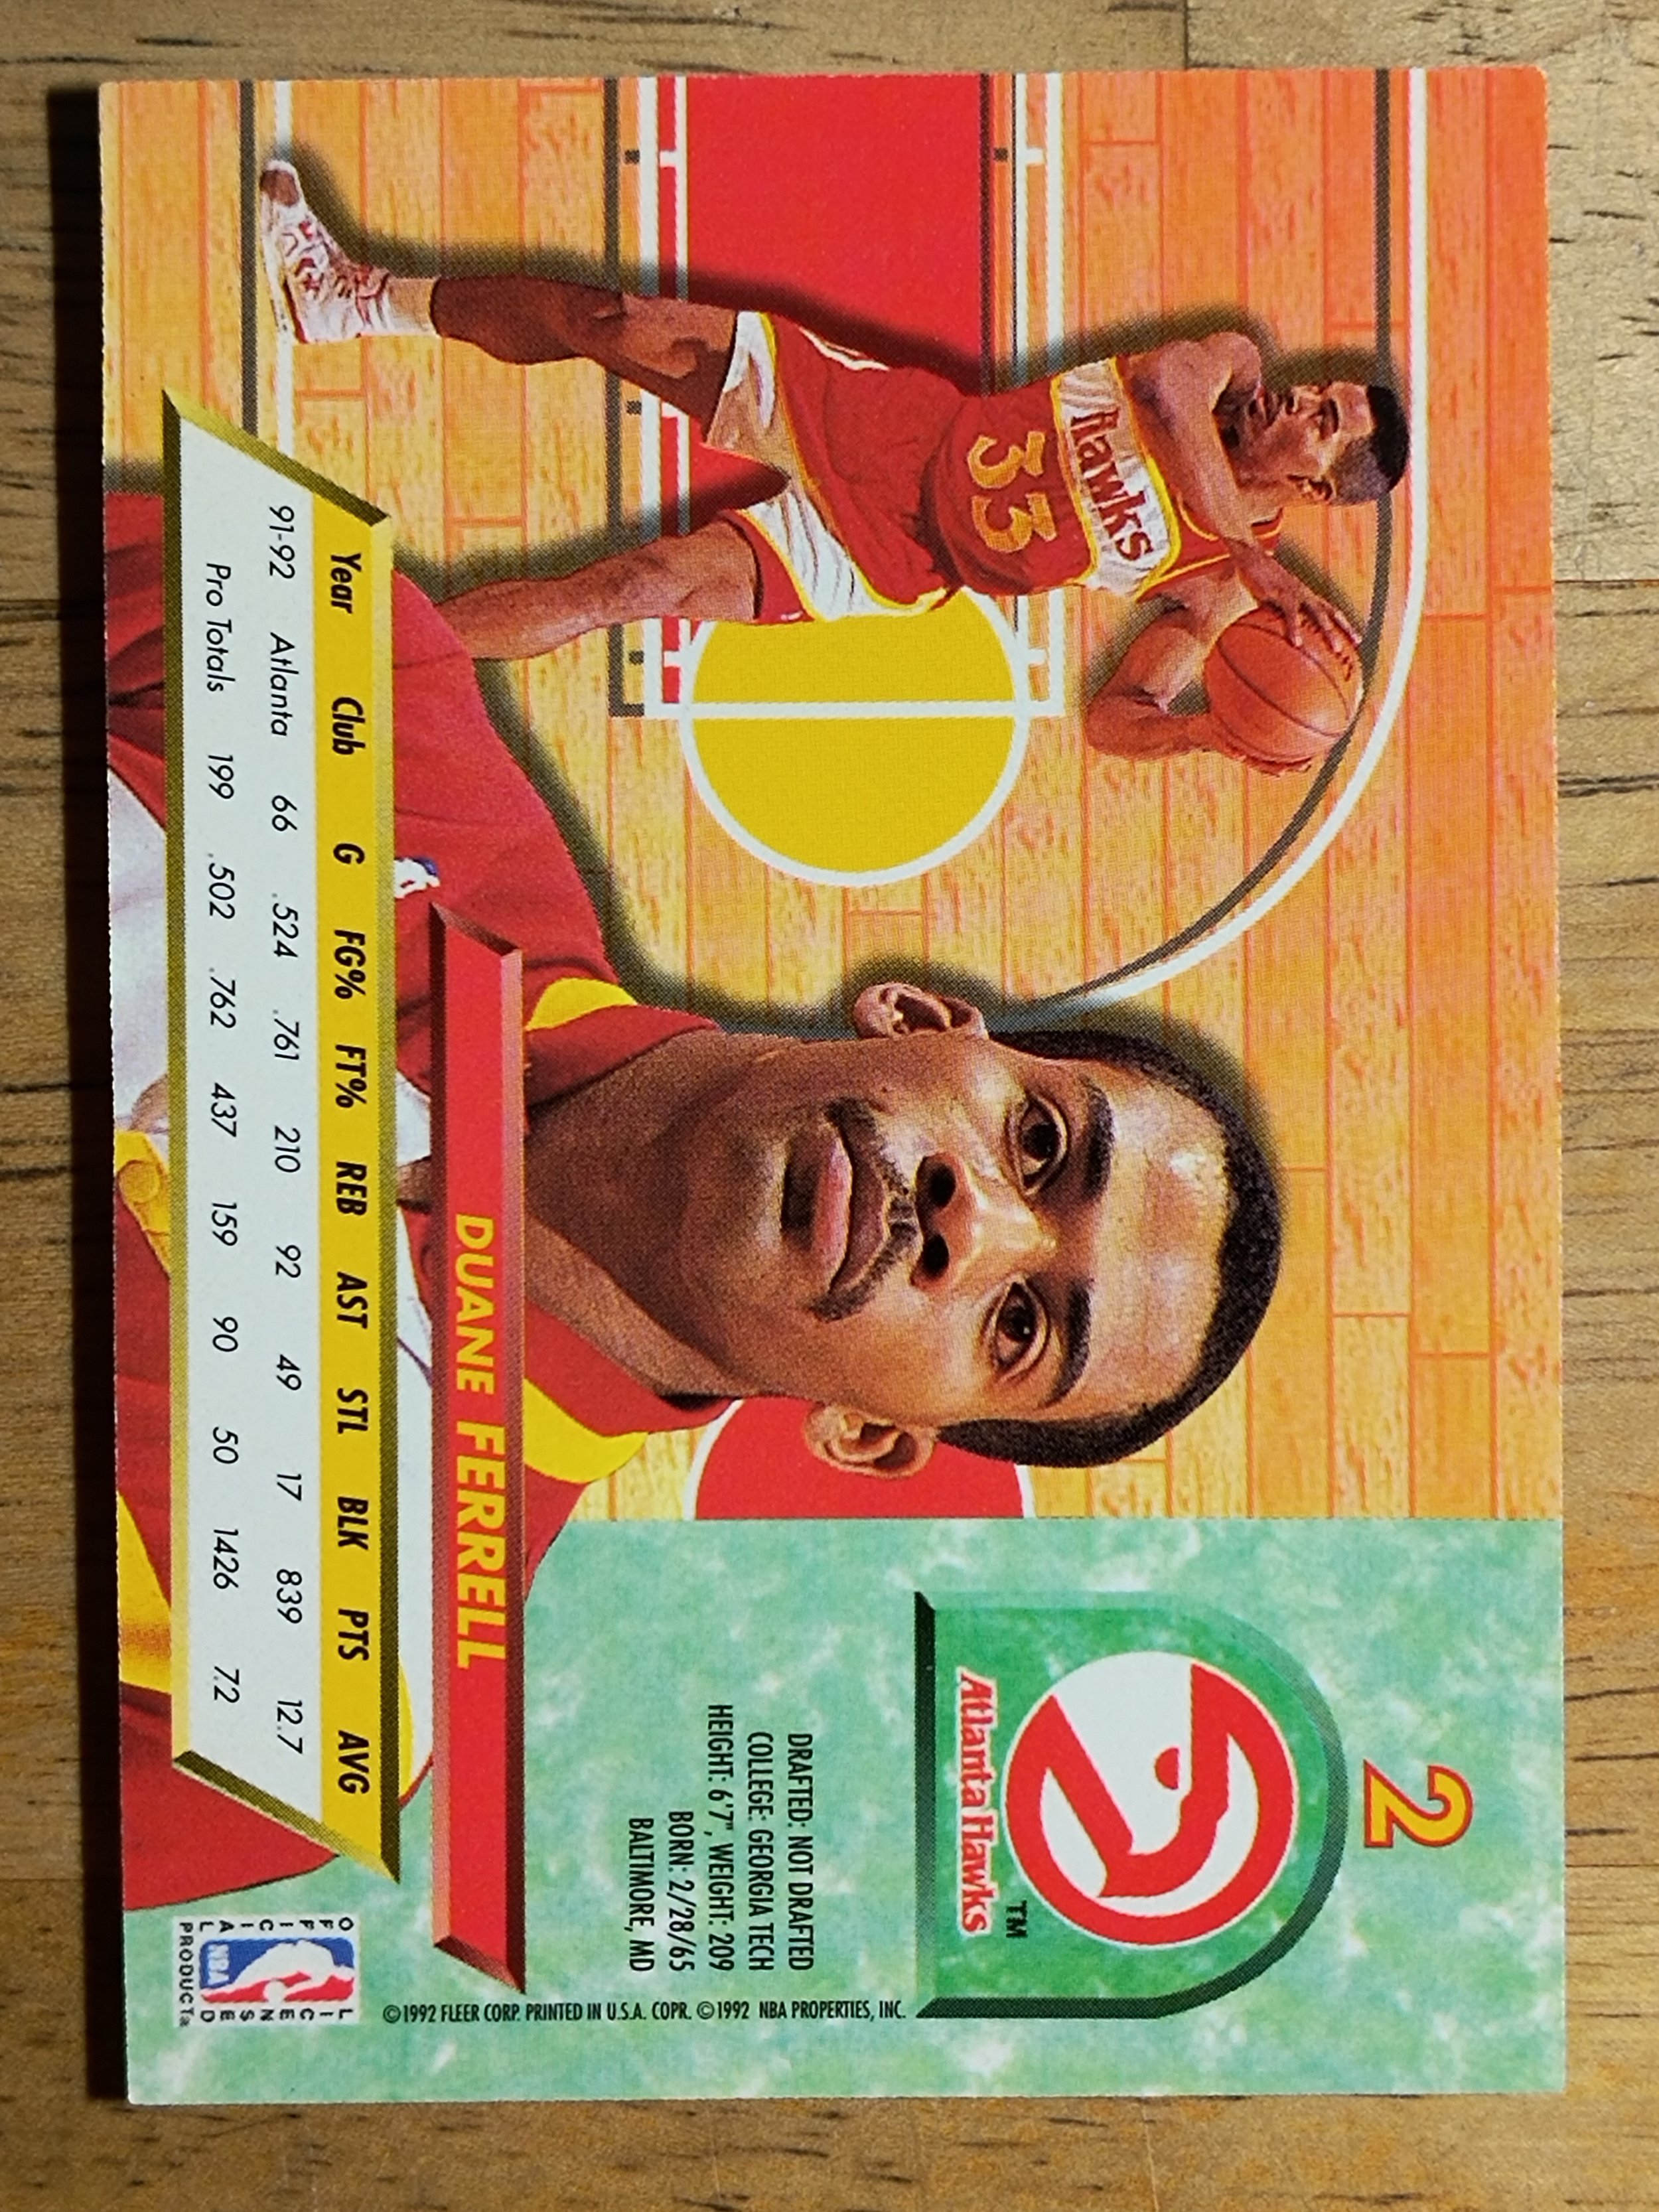 Hawks
33
2
Atlanta Hawks
TM
DRAFTED: NOT DRAFTED
COLLEGE: GEORGIA TECH
HEIGHT: 6'7", WEIGHT: 209
BORN: 2/28/65
BALTIMORE, MD
DUANE FERRELL
Year Club G FG% FT% REB AST STL BLK PTS AVG
91-92 Atlanta 66 .524 .761 210 92 49 17 839 12.7
Pro Totals 199 .502 .762 437 159 90 50 1426 7.2
©1992 FLEER CORP. PRINTED IN U.S.A. COPR. ©1992 NBA PROPERTIES, INC.
OFFICIAL
NBA
LICENSED
PRODUCT